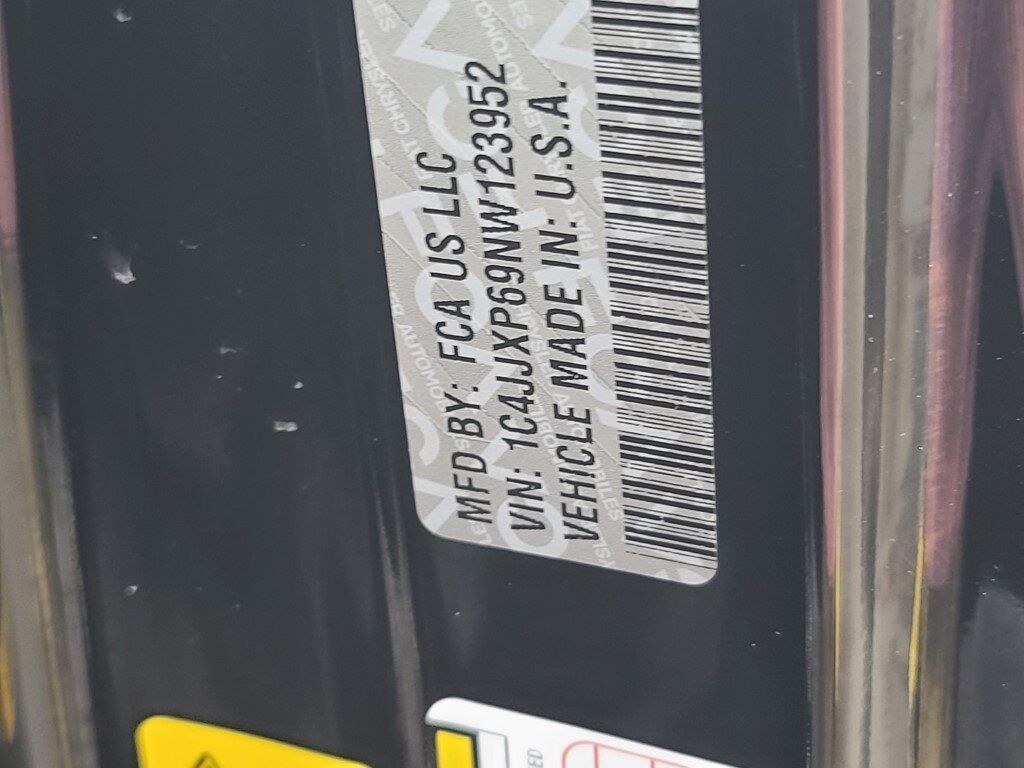 MFD BY: FCA US LLC
VIN: 1C4JJXP69NW123952
VEHICLE MADE IN: U.S.A.